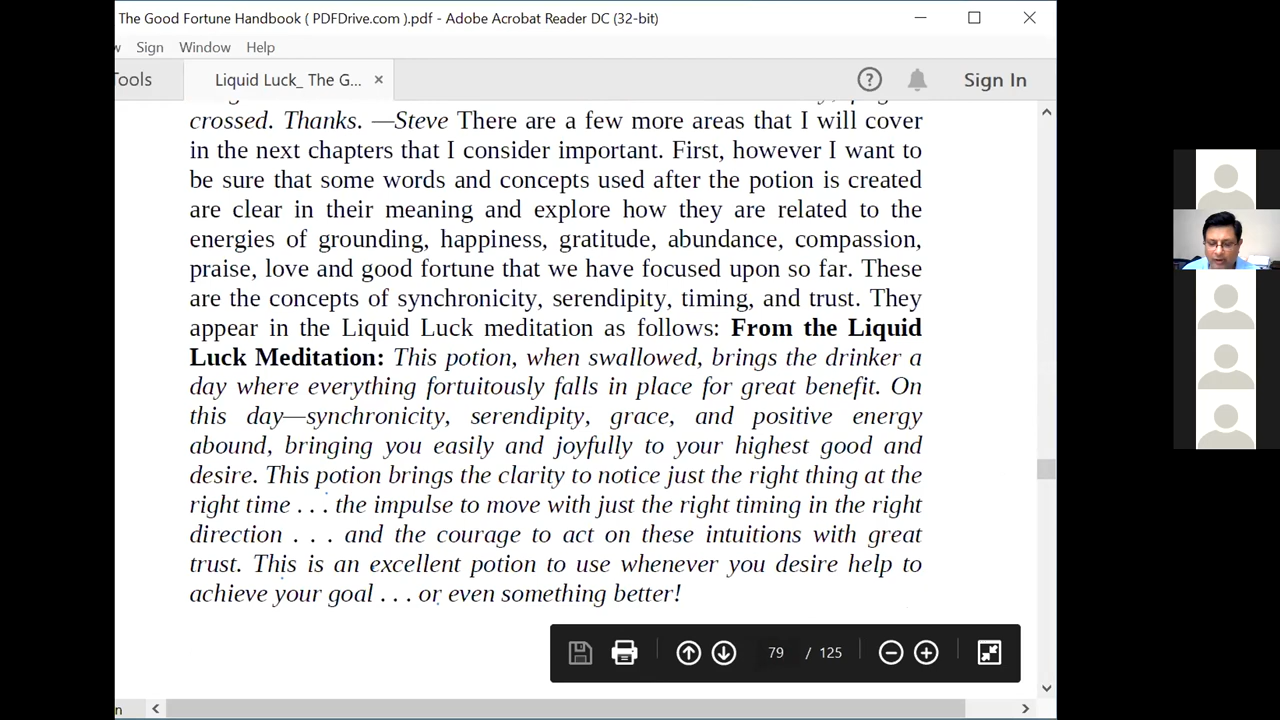 The Good Fortune Handbook ( PDFDrive.com ).pdf - Adobe Acrobat Reader DC (32-bit)
w Sign Window Help
Tools Liquid Luck_ The G... × ? Sign In
crossed. Thanks. —Steve There are a few more areas that I will cover
in the next chapters that I consider important. First, however I want to
be sure that some words and concepts used after the potion is created
are clear in their meaning and explore how they are related to the
energies of grounding, happiness, gratitude, abundance, compassion,
praise, love and good fortune that we have focused upon so far. These
are the concepts of synchronicity, serendipity, timing, and trust. They
appear in the Liquid Luck meditation as follows: From the Liquid
Luck Meditation: This potion, when swallowed, brings the drinker a
day where everything fortuitously falls in place for great benefit. On
this day—synchronicity, serendipity, grace, and positive energy
abound, bringing you easily and joyfully to your highest good and
desire. This potion brings the clarity to notice just the right thing at the
right time . . . the impulse to move with just the right timing in the right
direction . . . and the courage to act on these intuitions with great
trust. This is an excellent potion to use whenever you desire help to
achieve your goal . . . or even something better!
79 / 125
n